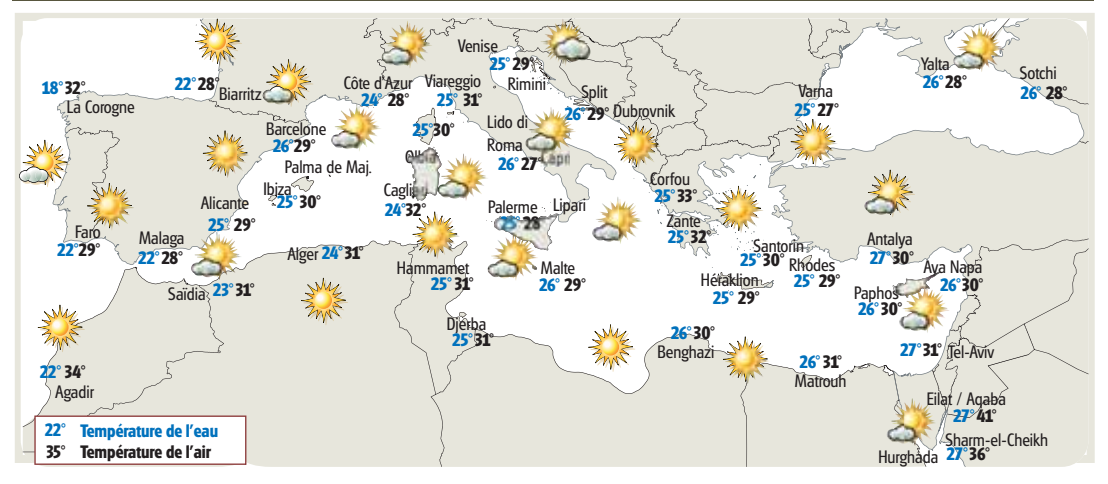 Venise
25° 29°
Rimini
Yalta
26° 28°
Sotchi
26° 28°
18° 32°
La Corogne
22° 28°
Biarritz
Côte d'Azur
24° 28°
Viareggio
25° 31°
Split
26° 29°
Dubrovnik
Varna
25° 27°
Barcelone
26° 29°
25° 30°
Olbia
Lido di
Roma
26° 27°
Palma de Maj.
Ibiza
25° 30°
Cagliari
24° 32°
Corfou
25° 33°
Alicante
25° 29°
Palerme
25° 28°
Lipari
Zante
25° 32°
Faro
22° 29°
Malaga
22° 28°
Alger 24° 31°
Santorin
25° 30°
Antalya
27° 30°
Hammamet
25° 31°
Malte
26° 29°
Héraklion
25° 29°
Rhodes
25° 29°
Aya Napa
26° 30°
Paphos
26° 30°
Saïdia
23° 31°
Djerba
25° 31°
26° 30°
Benghazi
27° 31°
Tel-Aviv
26° 31°
Matrouh
22° 34°
Agadir
Eilat / Aqaba
27° 41°
Sharm-el-Cheikh
27° 36°
Hurghada
22° Température de l'eau
35° Température de l'air